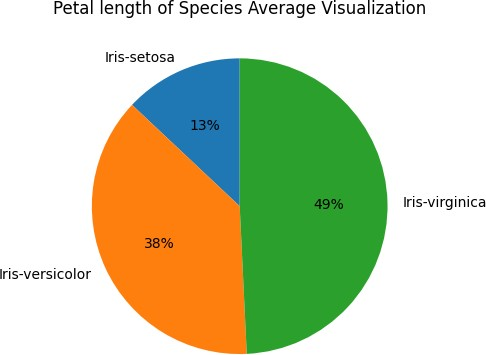 Petal length of Species Average Visualization
Iris-setosa
13%
49%
Iris-virginica
38%
Iris-versicolor